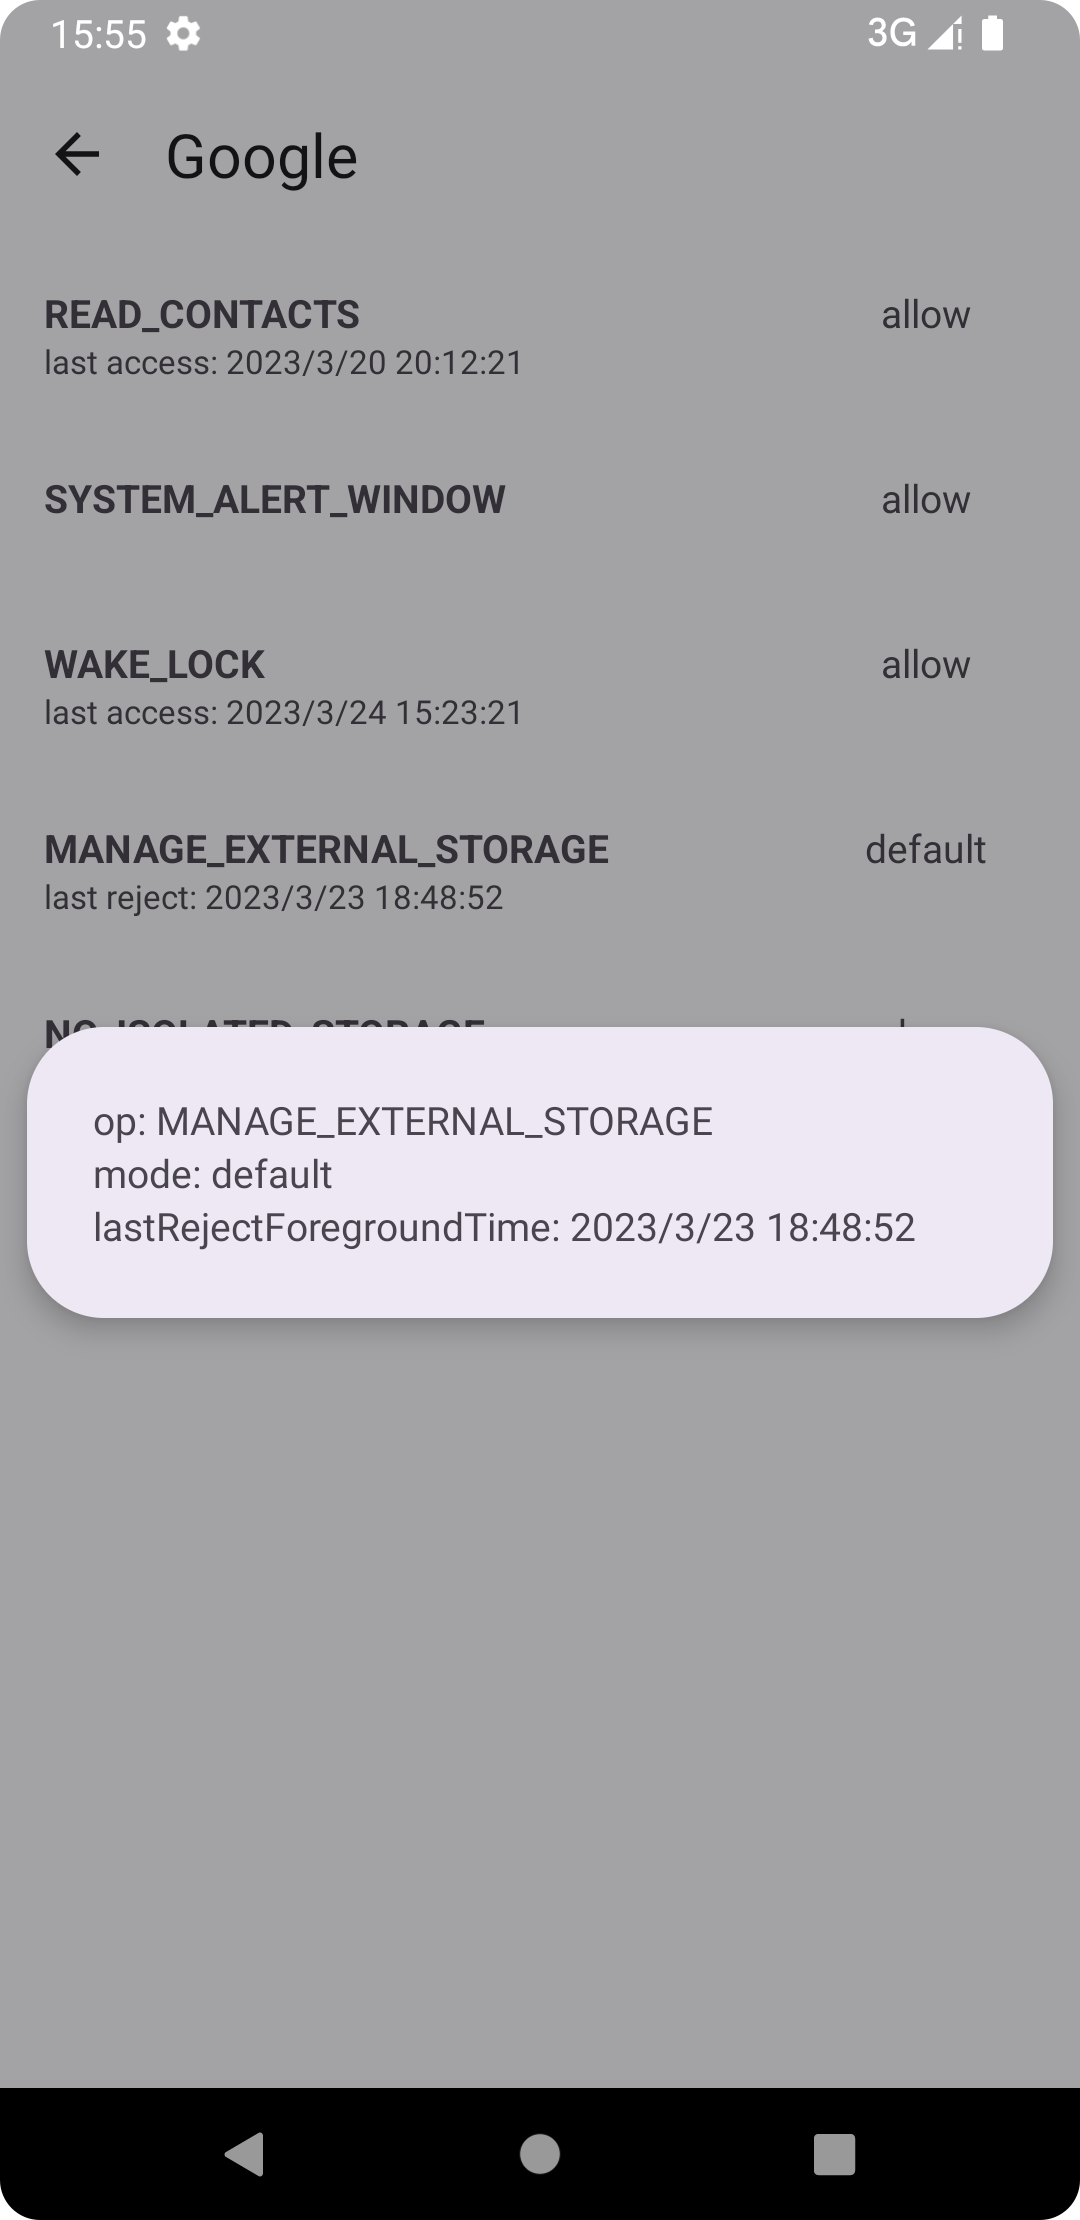 15:55
3G
Google
READ_CONTACTS
allow
last access: 2023/3/20 20:12:21
SYSTEM_ALERT_WINDOW
allow
WAKE_LOCK
allow
last access: 2023/3/24 15:23:21
MANAGE_EXTERNAL_STORAGE
default
last reject: 2023/3/23 18:48:52
NO_ISOLATED_STORAGE
op: MANAGE_EXTERNAL_STORAGE
mode: default
lastRejectForegroundTime: 2023/3/23 18:48:52